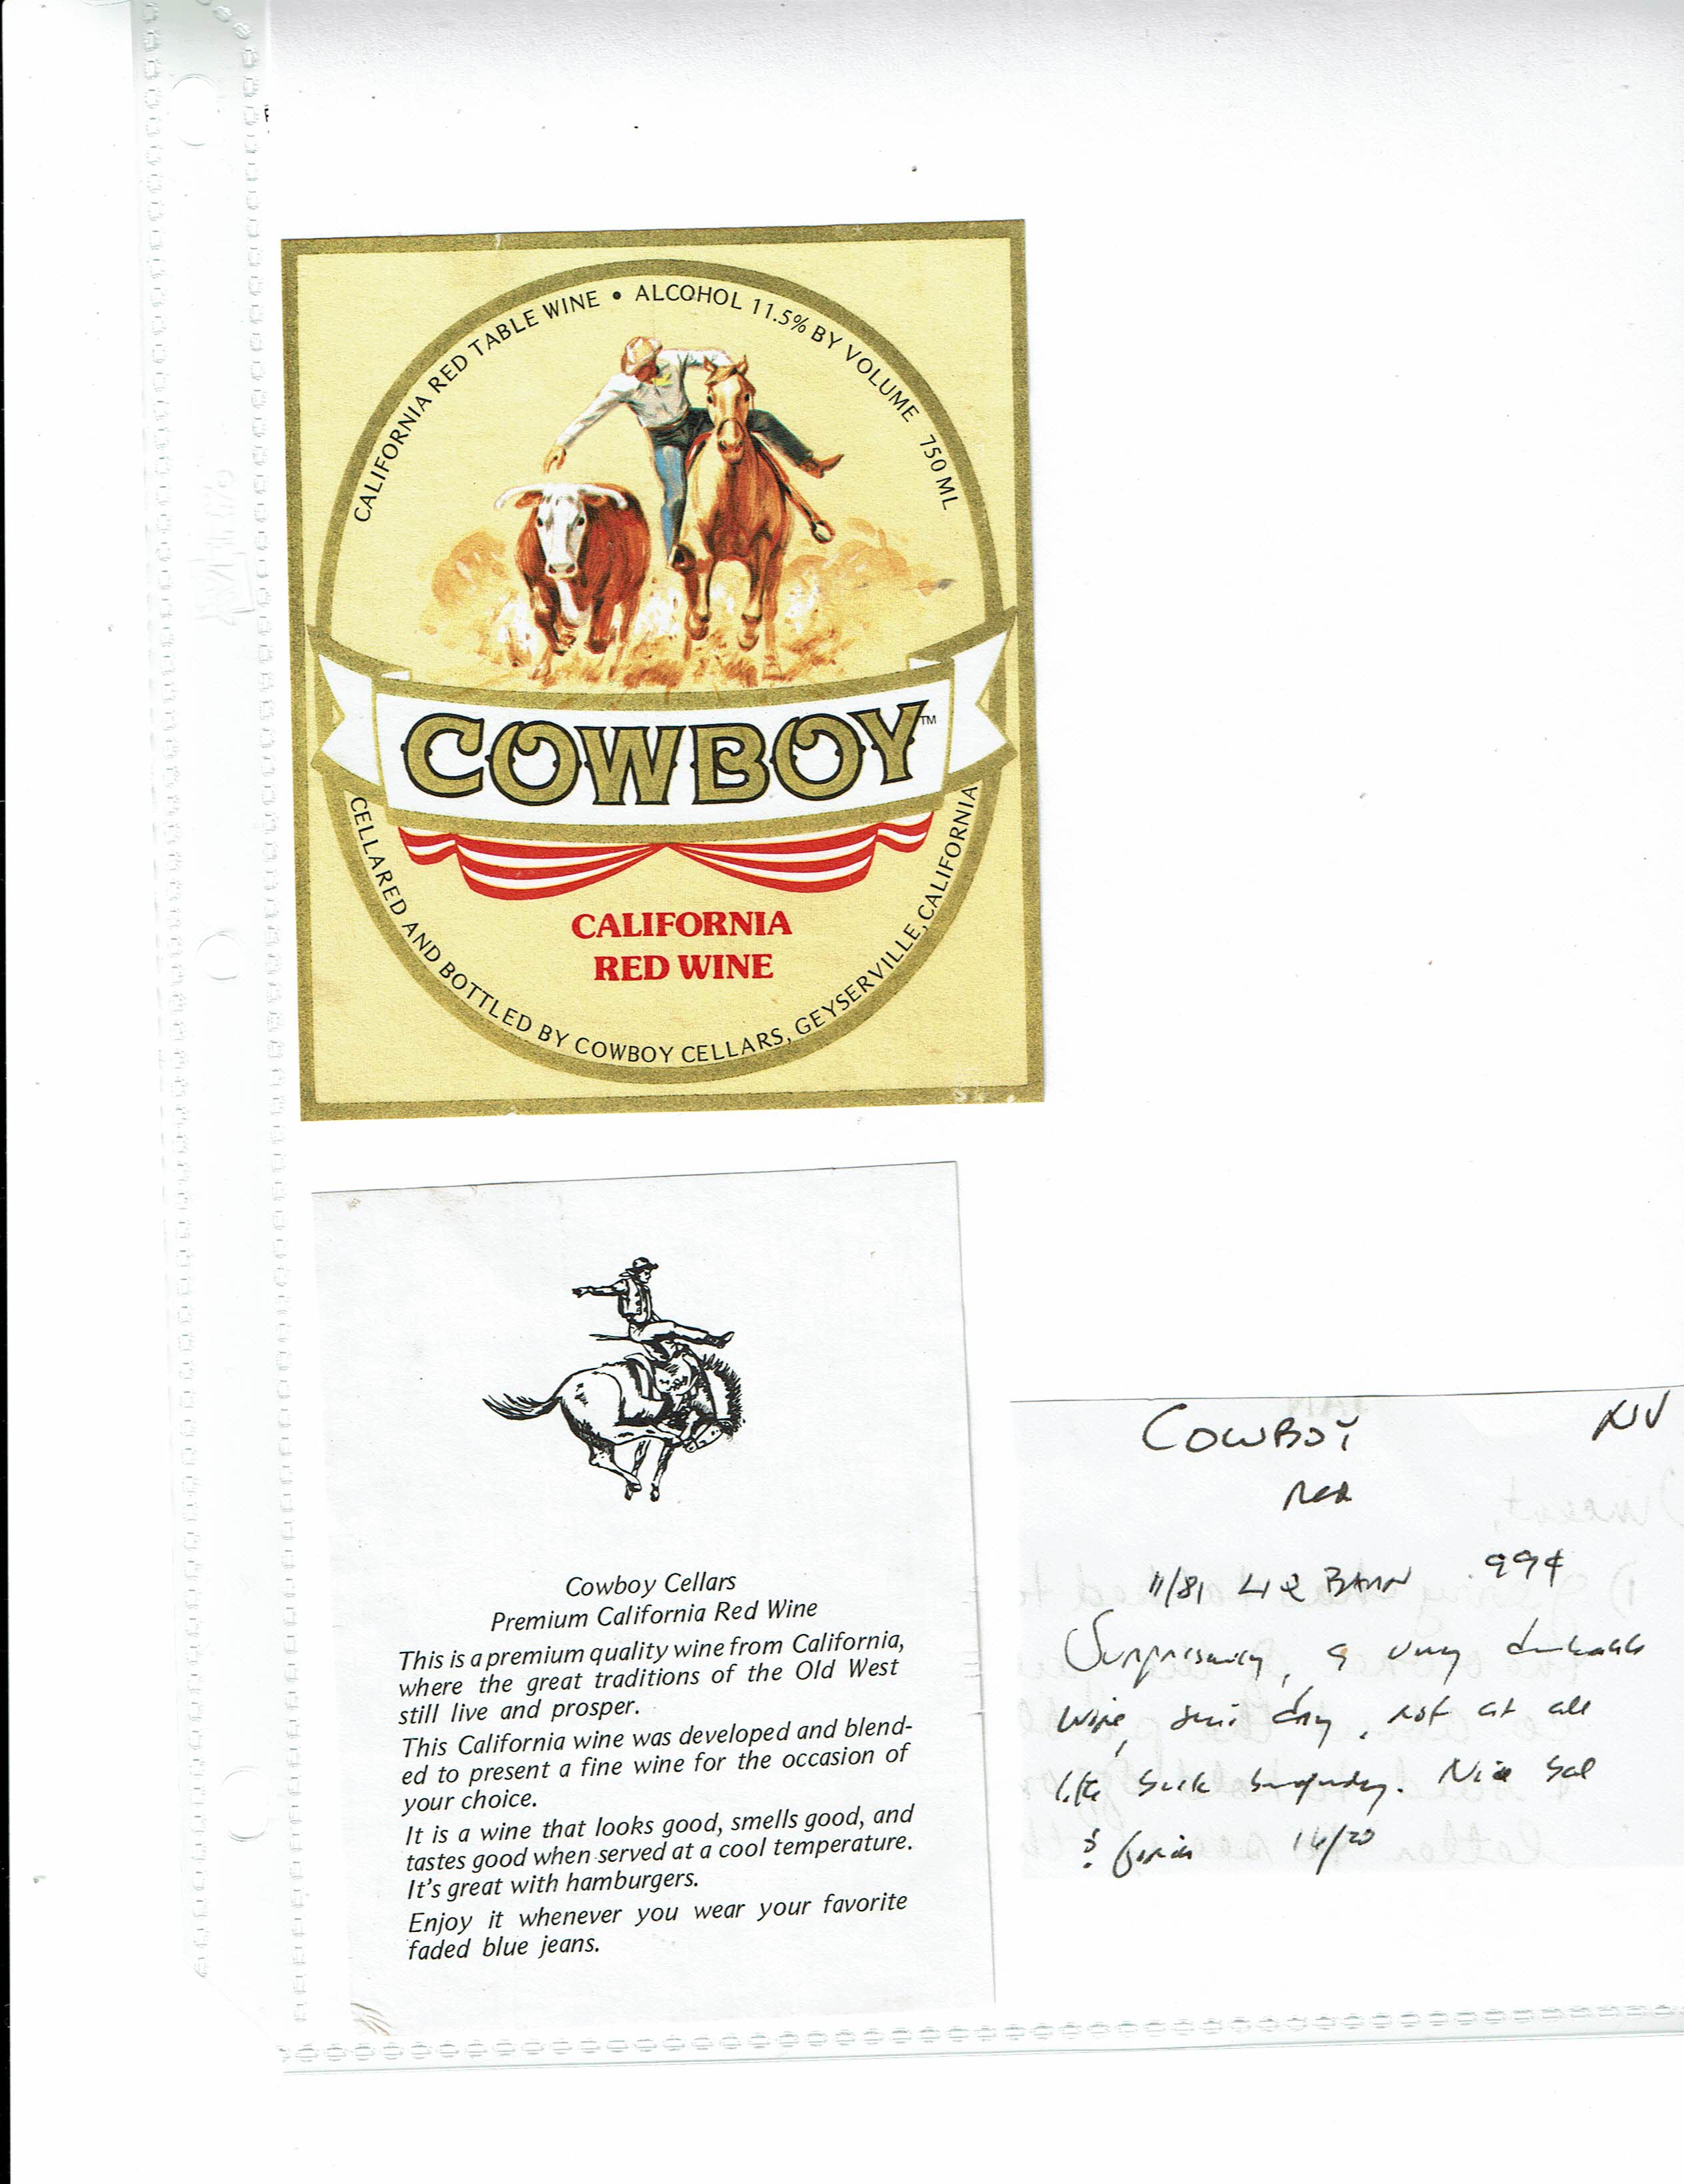 CALIFORNIA RED TABLE WINE • ALCOHOL 11.5% BY VOLUME 750 ML
COWBOY™
CALIFORNIA
RED WINE
CELLARED AND BOTTLED BY COWBOY CELLARS, GEYSERVILLE, CALIFORNIA
Cowboy Cellars
Premium California Red Wine
This is a premium quality wine from California,
where the great traditions of the Old West
still live and prosper.
This California wine was developed and blend-
ed to present a fine wine for the occasion of
your choice.
It is a wine that looks good, smells good, and
tastes good when served at a cool temperature.
It's great with hamburgers.
Enjoy it whenever you wear your favorite
faded blue jeans.
COWBOY NV
Red
11/81 LIQ BARN .99¢
Surprisingly, a very drinkable
wine, dry, not at all
like burgundy. Nice
16/20